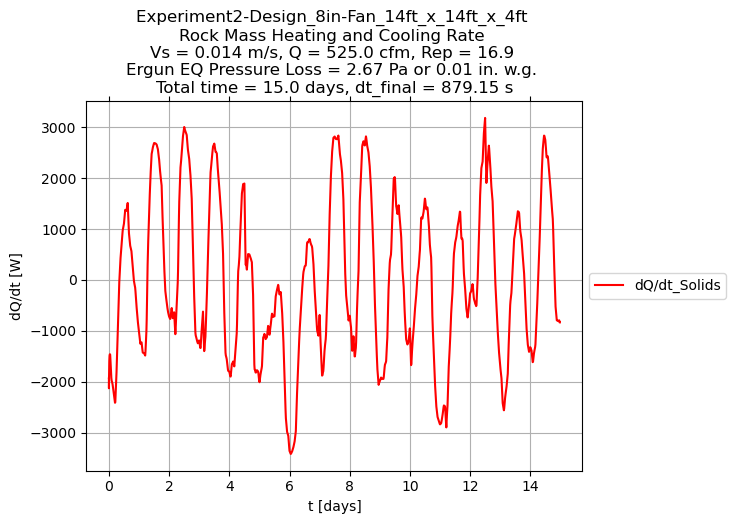 Experiment2-Design_8in-Fan_14ft_x_14ft_x_4ft
Rock Mass Heating and Cooling Rate
Vs = 0.014 m/s, Q = 525.0 cfm, Rep = 16.9
Ergun EQ Pressure Loss = 2.67 Pa or 0.01 in. w.g.
Total time = 15.0 days, dt_final = 879.15 s
3000
2000
1000
0
−1000
−2000
−3000
dQ/dt [W]
0 2 4 6 8 10 12 14
t [days]
dQ/dt_Solids